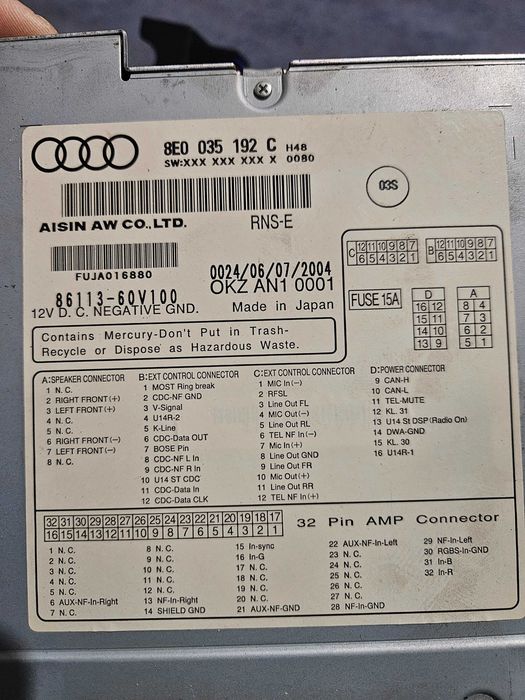 8E0 035 192 C H48
SW:XXX XXX XXX X 0080
03S
AISIN AW CO.,LTD. RNS-E
FUJA016880
0024/06/07/2004
86113-60V100 OKZ AN1 0001
12V D. C. NEGATIVE GND. Made in Japan
Contains Mercury-Don't Put in Trash-
Recycle or Dispose as Hazardous Waste.
C 12 11 10 9 8 7
6 5 4 3 2 1
B 12 11 10 9 8 7
6 5 4 3 2 1
FUSE 15A
D
16 12
15 11
14 10
13 9
A
8 4
7 3
6 2
5 1
A:SPEAKER CONNECTOR
1 N.C.
2 RIGHT FRONT(+)
3 LEFT FRONT(+)
4 N.C.
5 N.C.
6 RIGHT FRONT(-)
7 LEFT FRONT(-)
8 N.C.
B:EXT CONTROL CONNECTOR
1 MOST Ring break
2 CDC-NF GND
3 V-Signal
4 U14R-2
5 K-Line
6 CDC-Data OUT
7 BOSE Pin
8 CDC-NF L In
9 CDC-NF R In
10 U14 ST CDC
11 CDC-Data In
12 CDC-Data CLK
C:EXT CONTROL CONNECTOR
1 MIC In(-)
2 RFSL
3 Line Out FL
4 MIC Out(-)
5 Line Out RL
6 TEL NF In(-)
7 Mic In(+)
8 Line Out GND
9 Line Out FR
10 Mic Out(+)
11 Line Out RR
12 TEL NF In(+)
D:POWER CONNECTOR
9 CAN-H
10 CAN-L
11 TEL-MUTE
12 KL. 31
13 U14 St DSP(Radio On)
14 DWA-GND
15 KL. 30
16 U14R-1
32 31 30 29 28 27 26 25 24 23 22 21 20 19 18 17
16 15 14 13 12 11 10 9 8 7 6 5 4 3 2 1
32 Pin AMP Connector
1 N.C.
2 N.C.
3 N.C.
4 N.C.
5 N.C.
6 AUX-NF-In-Right
7 N.C.
8 N.C.
9 N.C.
10 N.C.
11 N.C.
12 N.C.
13 NF-In-Right
14 SHIELD GND
15 In-sync
16 In-G
17 N.C.
18 N.C.
19 N.C.
20 N.C.
21 AUX-NF-GND
22 AUX-NF-In-Left
23 N.C.
24 N.C.
25 N.C.
26 N.C.
27 N.C.
28 NF-In-GND
29 NF-In-Left
30 RGBS-In-GND
31 In-B
32 In-R